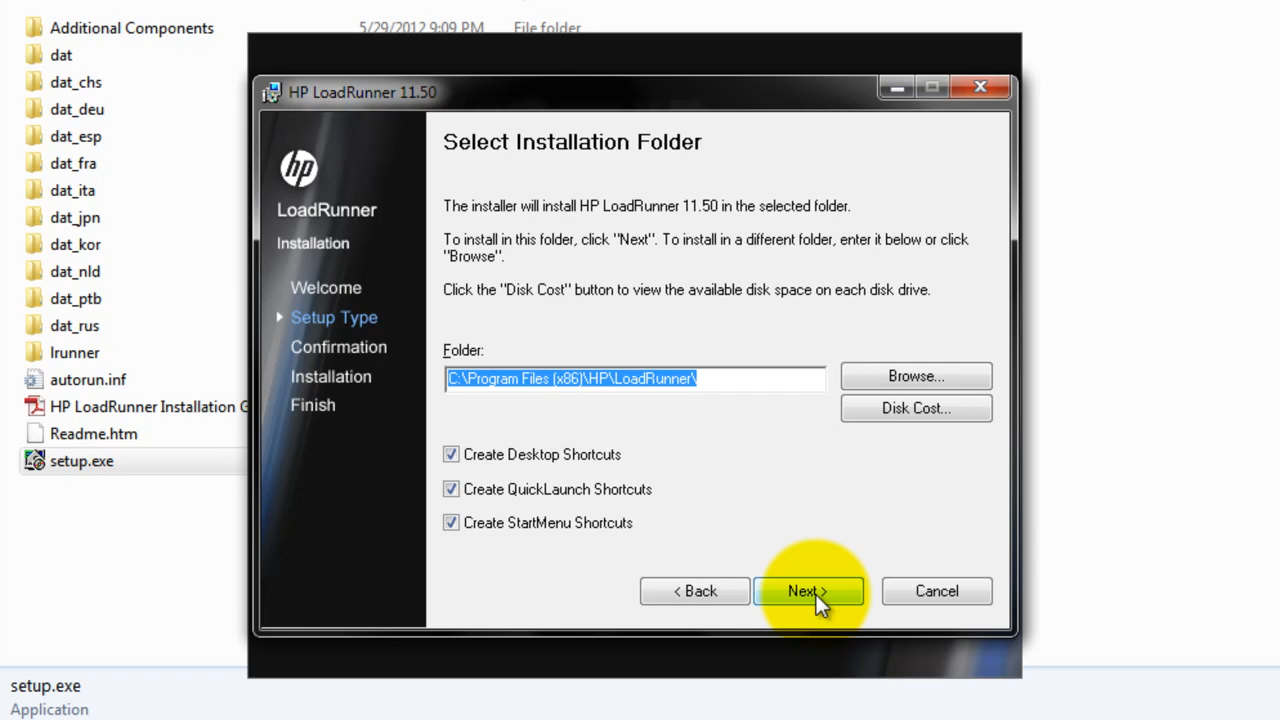 Additional Components 5/29/2012 9:09 PM File folder
dat
dat_chs
dat_deu
dat_esp
dat_fra
dat_ita
dat_jpn
dat_kor
dat_nld
dat_ptb
dat_rus
lrunner
autorun.inf
HP LoadRunner Installation G
Readme.htm
setup.exe
HP LoadRunner 11.50
hp
LoadRunner
Installation
Welcome
Setup Type
Confirmation
Installation
Finish
Select Installation Folder
The installer will install HP LoadRunner 11.50 in the selected folder.
To install in this folder, click "Next". To install in a different folder, enter it below or click
"Browse".
Click the "Disk Cost" button to view the available disk space on each disk drive.
Folder:
C:\Program Files (x86)\HP\LoadRunner\
Browse...
Disk Cost...
Create Desktop Shortcuts
Create QuickLaunch Shortcuts
Create StartMenu Shortcuts
< Back Next > Cancel
setup.exe
Application